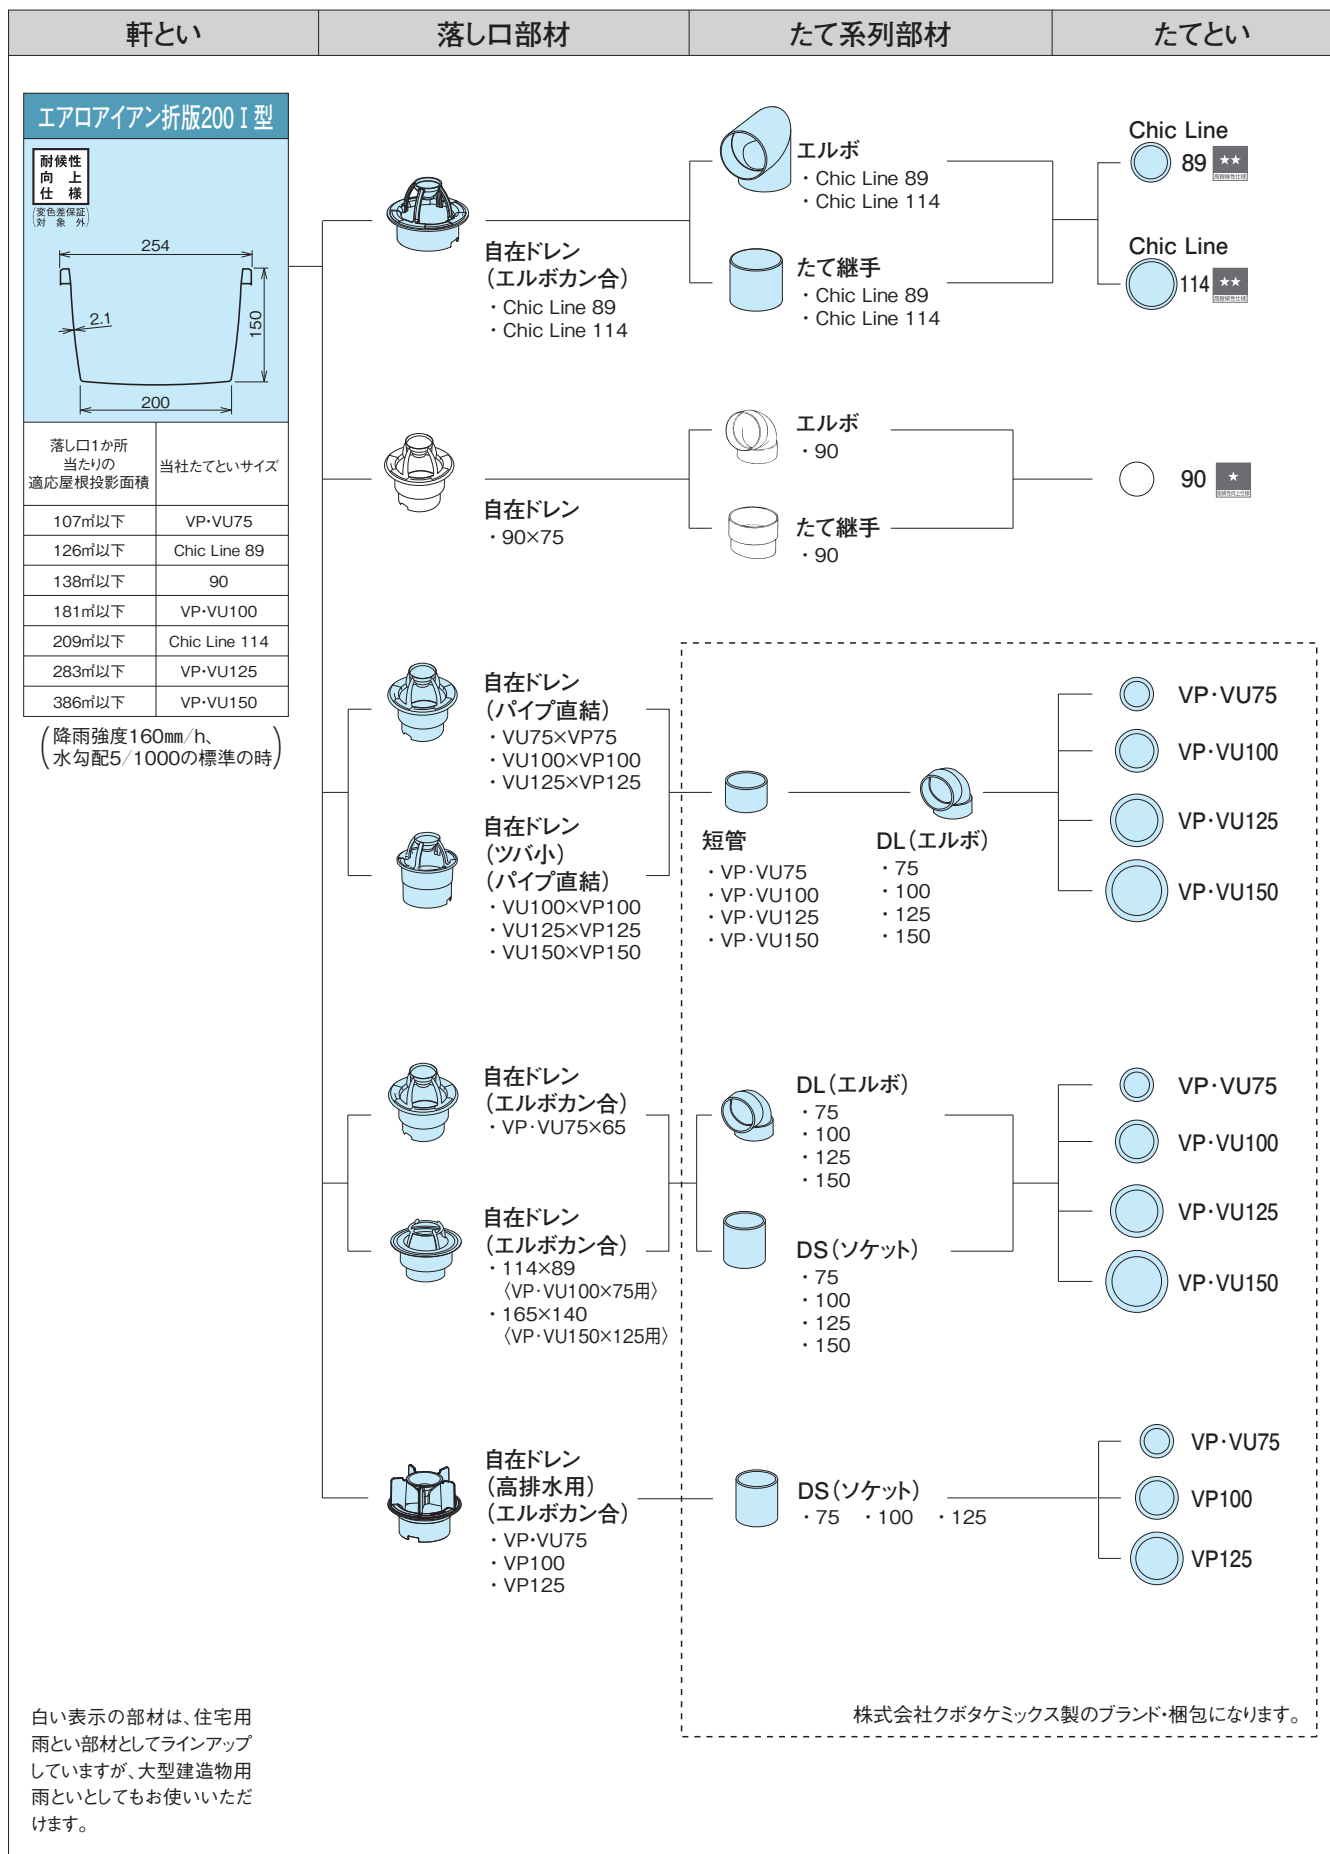 軒とい
落し口部材
たて系列部材
たてとい
エアロアイアン折版200Ⅰ型
耐候性
向上
仕様
(変色差保証
対象外)
254
2.1
150
200
落し口1か所
当たりの
適応屋根投影面積
当社たてといサイズ
107㎡以下 VP・VU75
126㎡以下 Chic Line 89
138㎡以下 90
181㎡以下 VP・VU100
209㎡以下 Chic Line 114
283㎡以下 VP・VU125
386㎡以下 VP・VU150
(降雨強度160mm/h、
水勾配5/1000の標準の時)
自在ドレン
(エルボカン合)
・Chic Line 89
・Chic Line 114
エルボ
・Chic Line 89
・Chic Line 114
たて継手
・Chic Line 89
・Chic Line 114
Chic Line
89 ★★
高耐候性仕様
Chic Line
114 ★★
高耐候性仕様
自在ドレン
・90×75
エルボ
・90
たて継手
・90
90 ★
耐候性向上仕様
自在ドレン
(パイプ直結)
・VU75×VP75
・VU100×VP100
・VU125×VP125
自在ドレン
(ツバ小)
(パイプ直結)
・VU100×VP100
・VU125×VP125
・VU150×VP150
短管
・VP・VU75
・VP・VU100
・VP・VU125
・VP・VU150
DL(エルボ)
・75
・100
・125
・150
VP・VU75
VP・VU100
VP・VU125
VP・VU150
自在ドレン
(エルボカン合)
・VP・VU75×65
自在ドレン
(エルボカン合)
・114×89
〈VP・VU100×75用〉
・165×140
〈VP・VU150×125用〉
DL(エルボ)
・75
・100
・125
・150
DS(ソケット)
・75
・100
・125
・150
VP・VU75
VP・VU100
VP・VU125
VP・VU150
自在ドレン
(高排水用)
(エルボカン合)
・VP・VU75
・VP100
・VP125
DS(ソケット)
・75 ・100 ・125
VP・VU75
VP100
VP125
株式会社クボタケミックス製のブランド・梱包になります。
白い表示の部材は、住宅用
雨とい部材としてラインアップ
していますが、大型建造物用
雨といとしてもお使いいただ
けます。